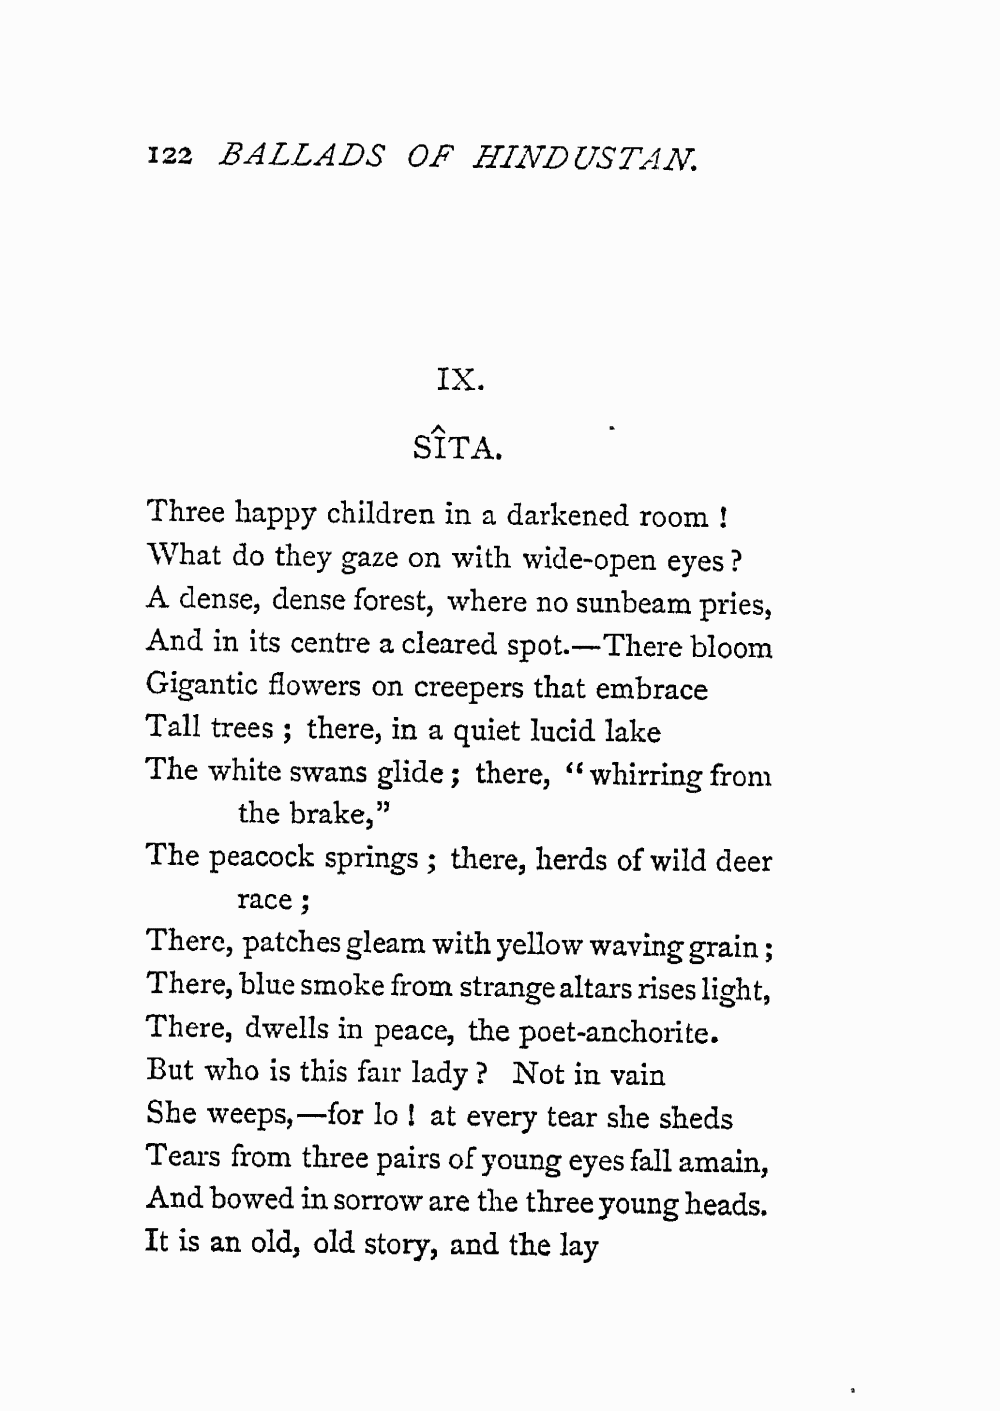 122 BALLADS OF HINDUSTAN.
IX.
SÎTA.
Three happy children in a darkened room !
What do they gaze on with wide-open eyes ?
A dense, dense forest, where no sunbeam pries,
And in its centre a cleared spot.—There bloom
Gigantic flowers on creepers that embrace
Tall trees ; there, in a quiet lucid lake
The white swans glide ; there, “ whirring from
the brake,”
The peacock springs ; there, herds of wild deer
race ;
There, patches gleam with yellow waving grain ;
There, blue smoke from strange altars rises light,
There, dwells in peace, the poet-anchorite.
But who is this fair lady ? Not in vain
She weeps,—for lo ! at every tear she sheds
Tears from three pairs of young eyes fall amain,
And bowed in sorrow are the three young heads.
It is an old, old story, and the lay